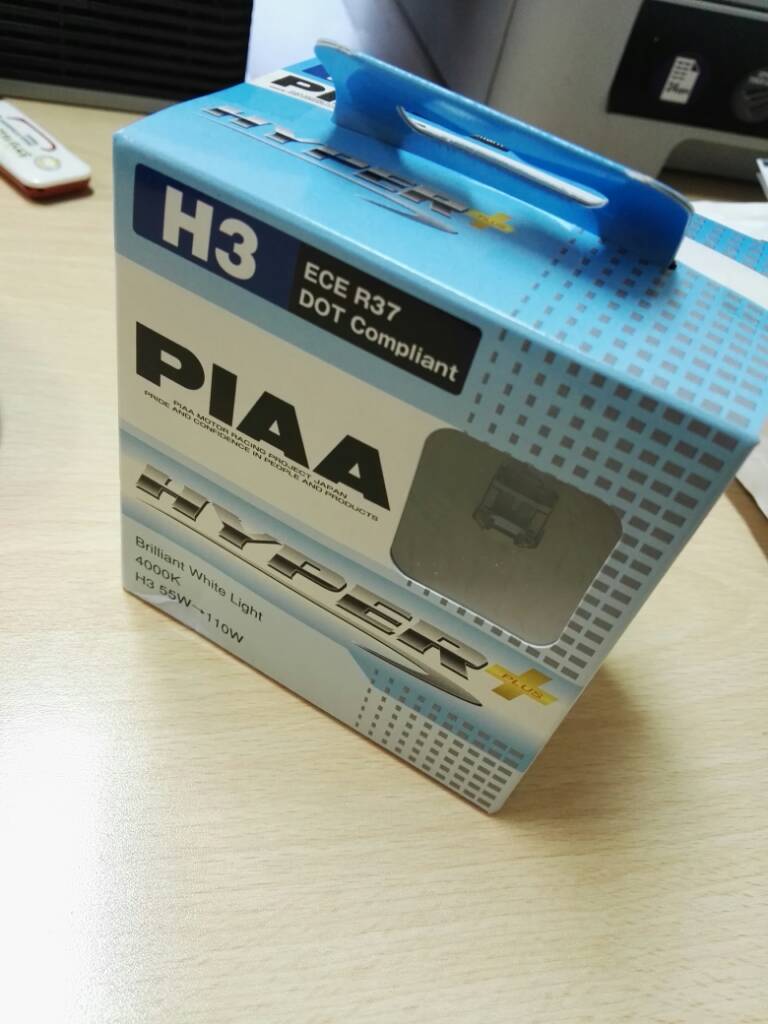 HYPER+
H3
ECE R37
DOT Compliant
PIAA
PIAA MOTOR RACING PROJECT JAPAN
PRIDE AND CONFIDENCE IN PEOPLE AND PRODUCTS
HYPER
PLUS
Brilliant White Light
4000K
H3 55W→110W